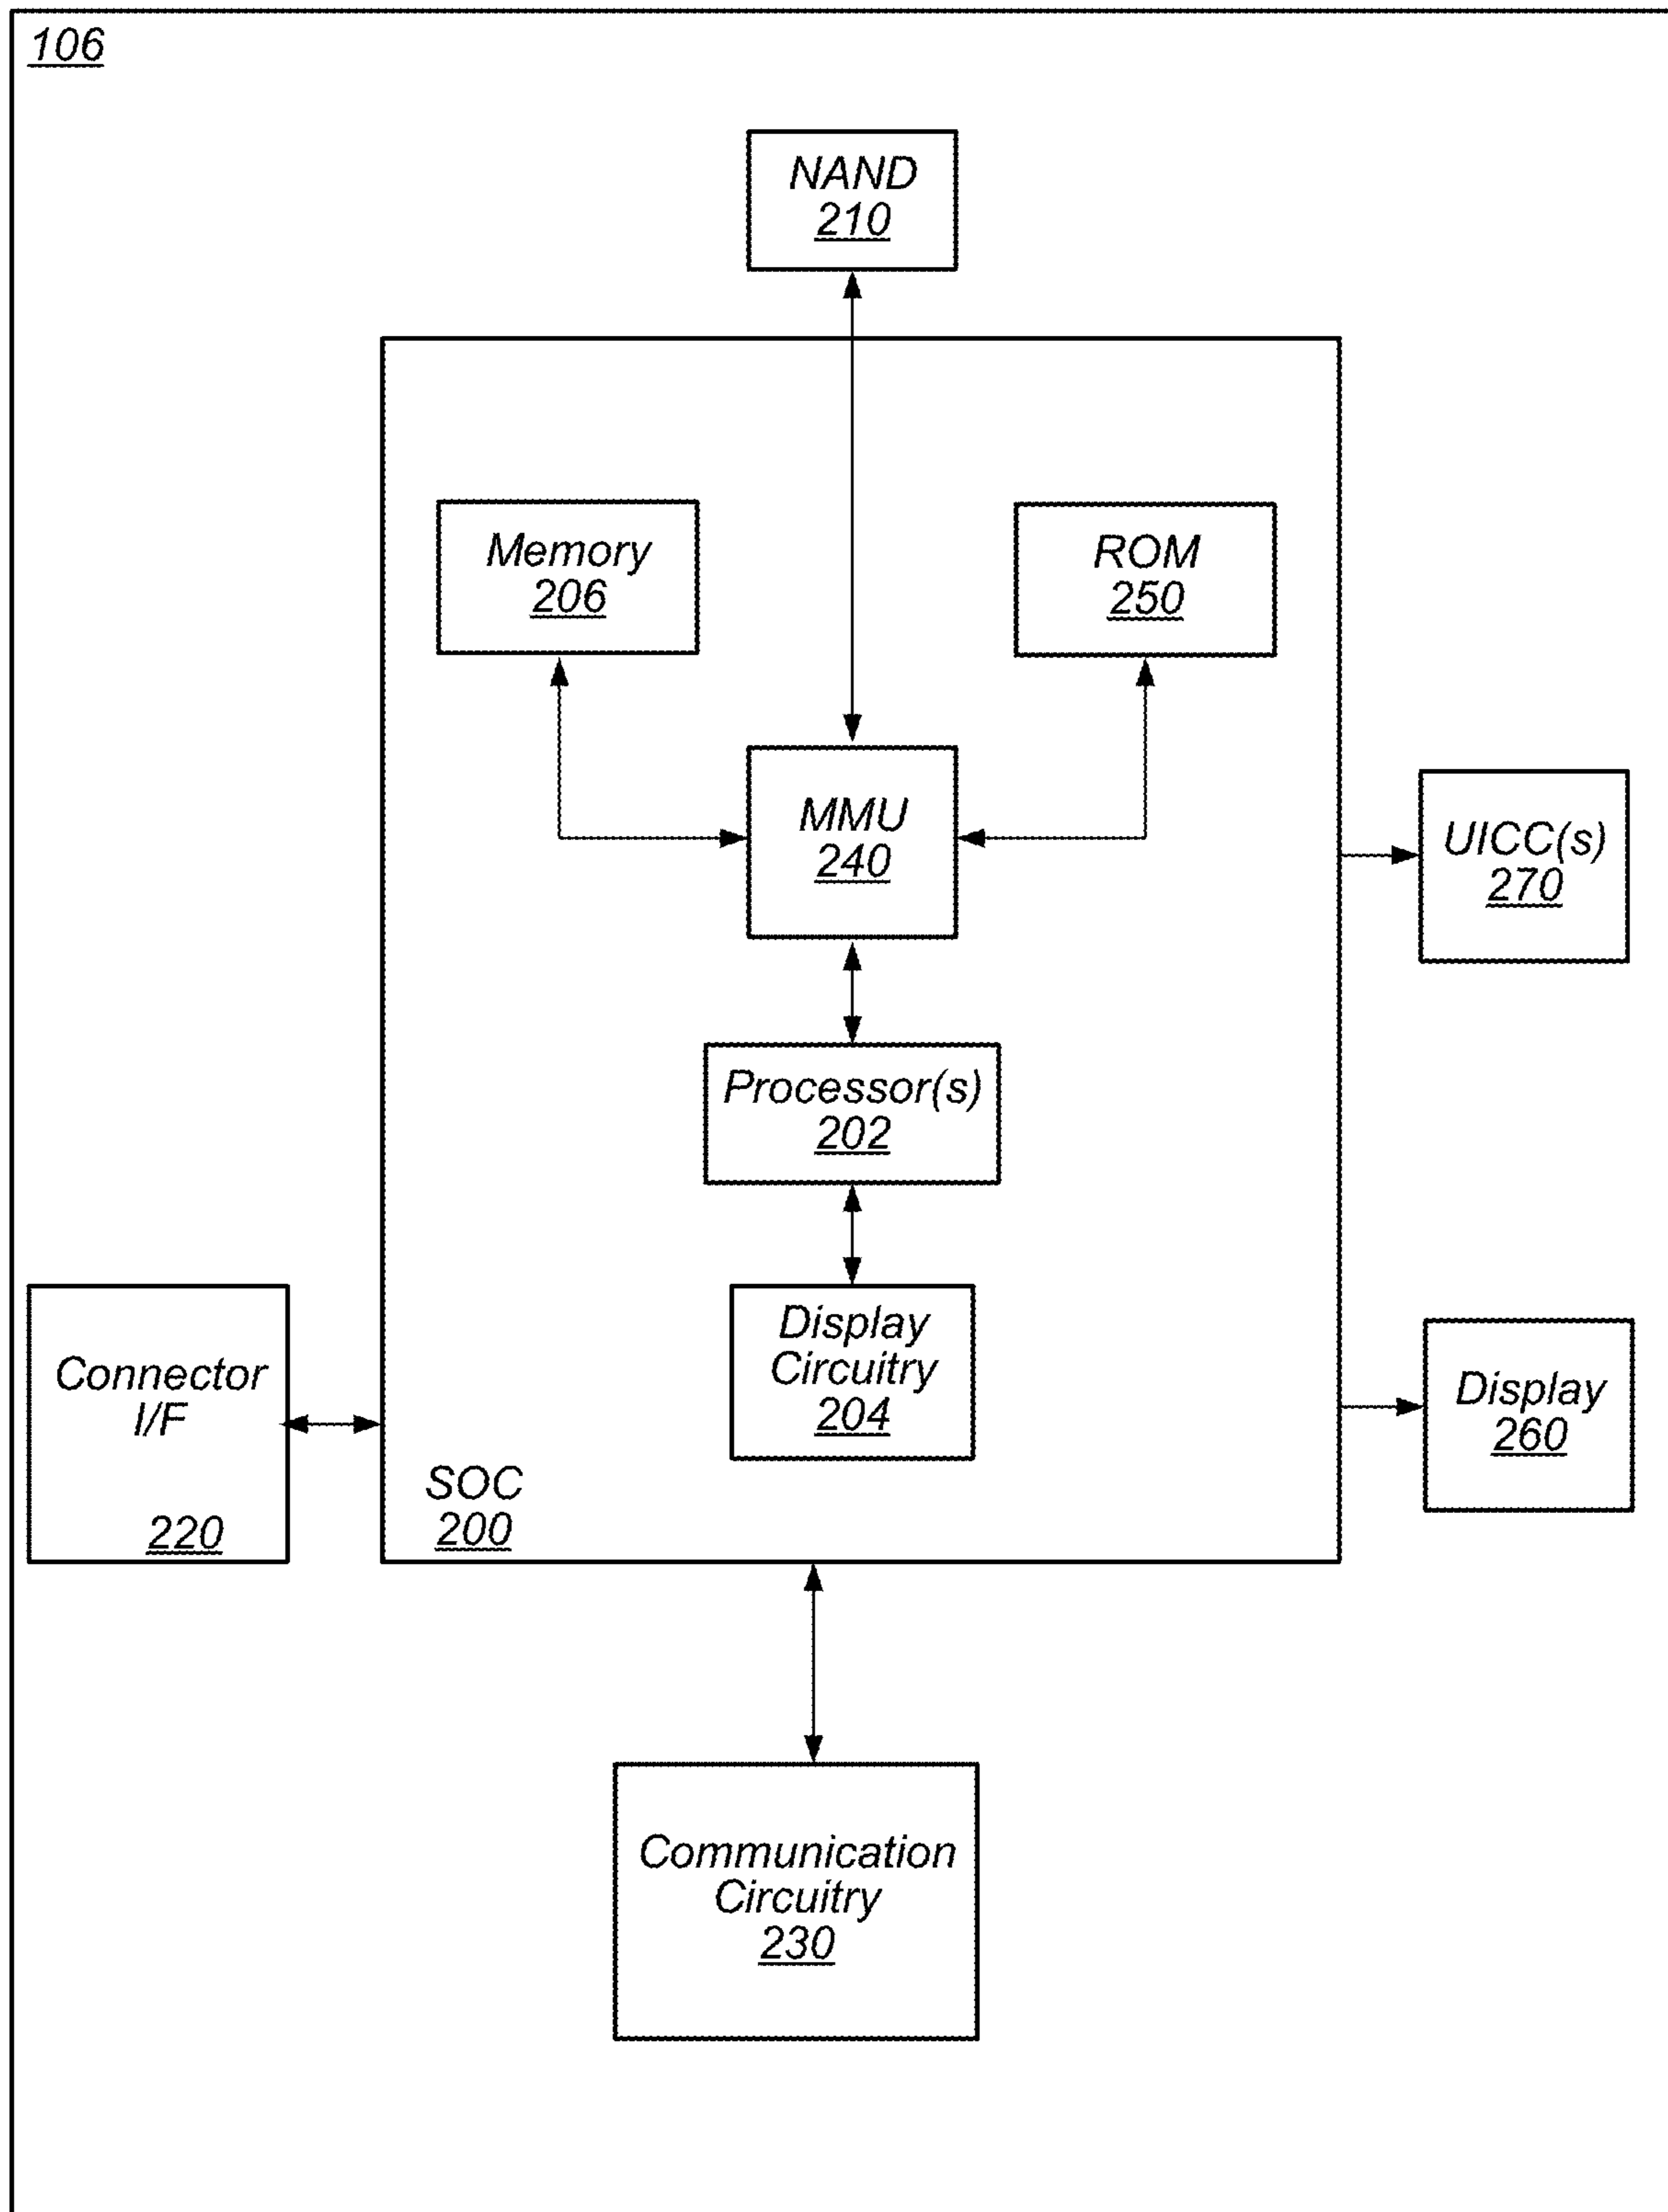 106
NAND
210
Memory
206
ROM
250
MMU
240
UICC(s)
270
Processor(s)
202
Display
Circuitry
204
Connector
I/F
220
Display
260
SOC
200
Communication
Circuitry
230